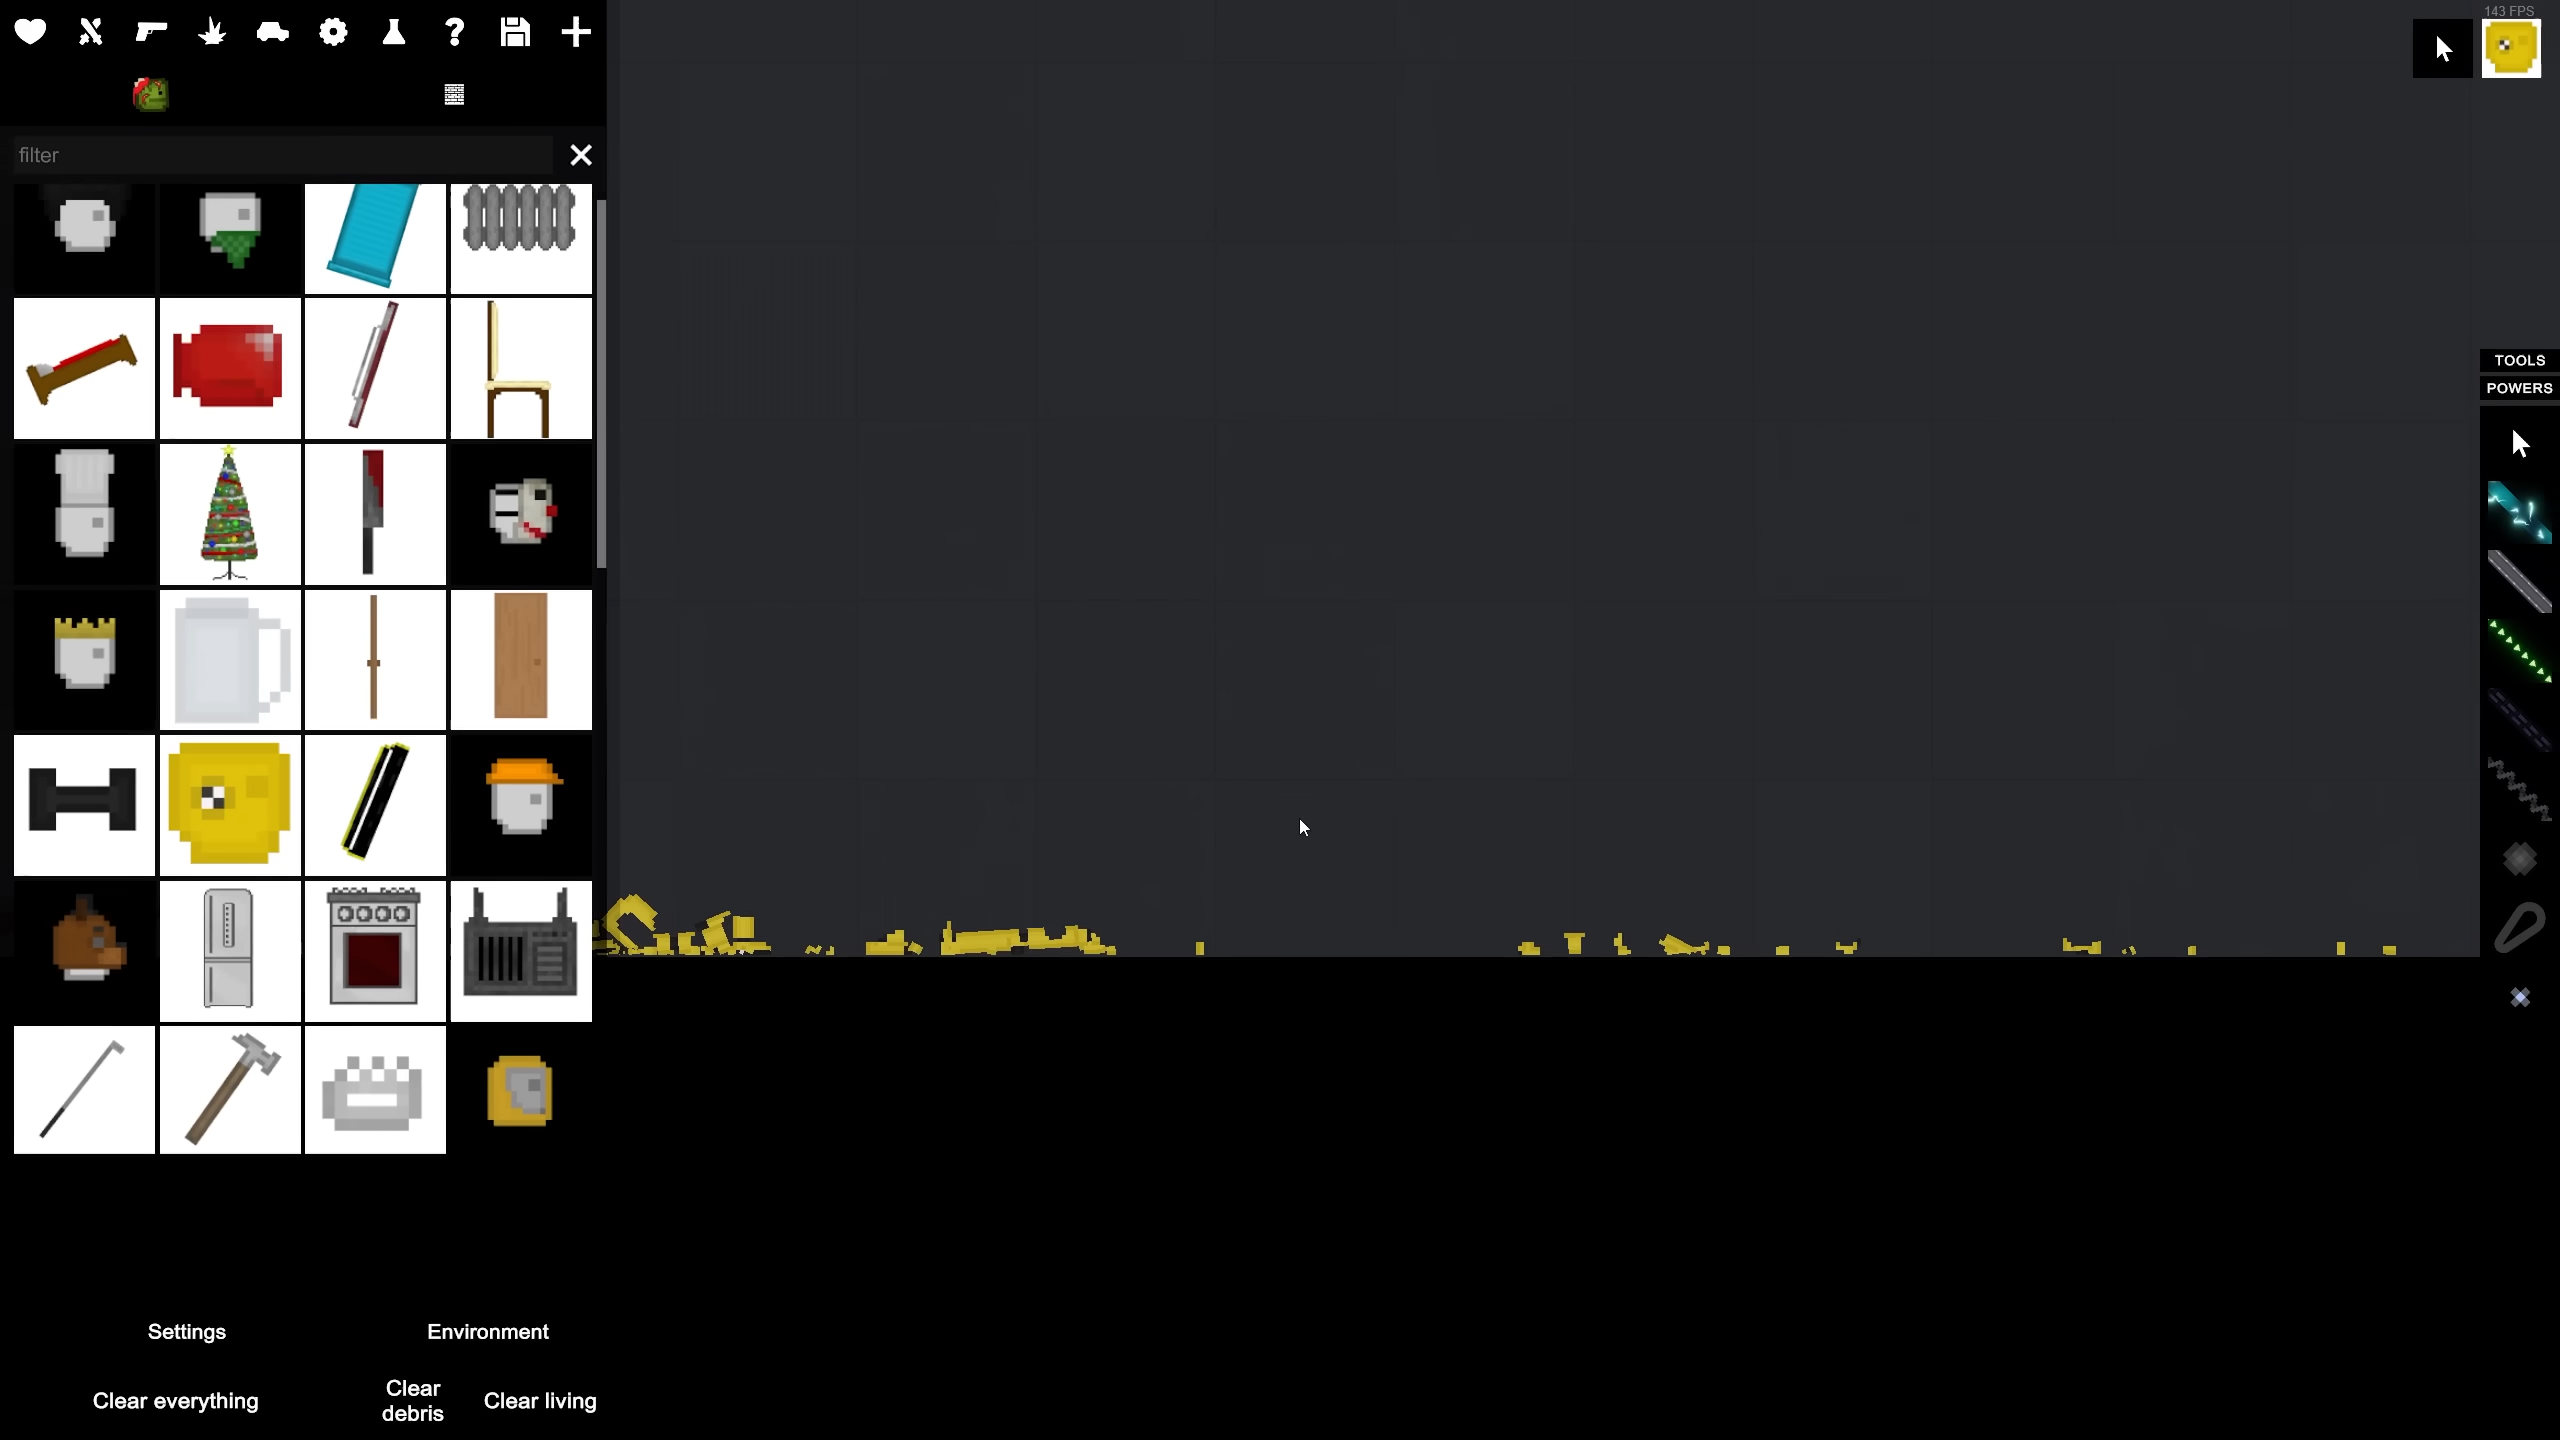 143 FPS
filter
TOOLS
POWERS
Settings
Environment
Clear everything
Clear
debris
Clear living